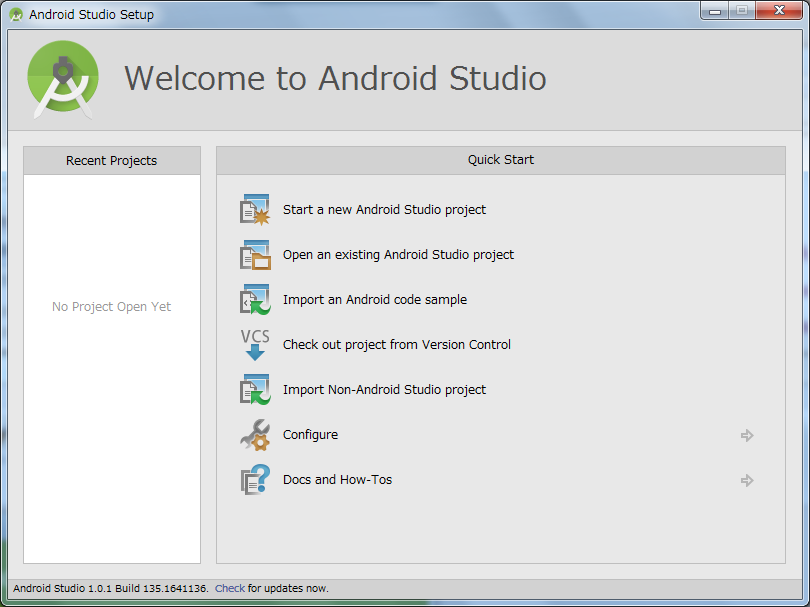 Android Studio Setup
Welcome to Android Studio
Recent Projects
No Project Open Yet
Quick Start
Start a new Android Studio project
Open an existing Android Studio project
Import an Android code sample
VCS
Check out project from Version Control
Import Non-Android Studio project
Configure
Docs and How-Tos
Android Studio 1.0.1 Build 135.1641136. Check for updates now.